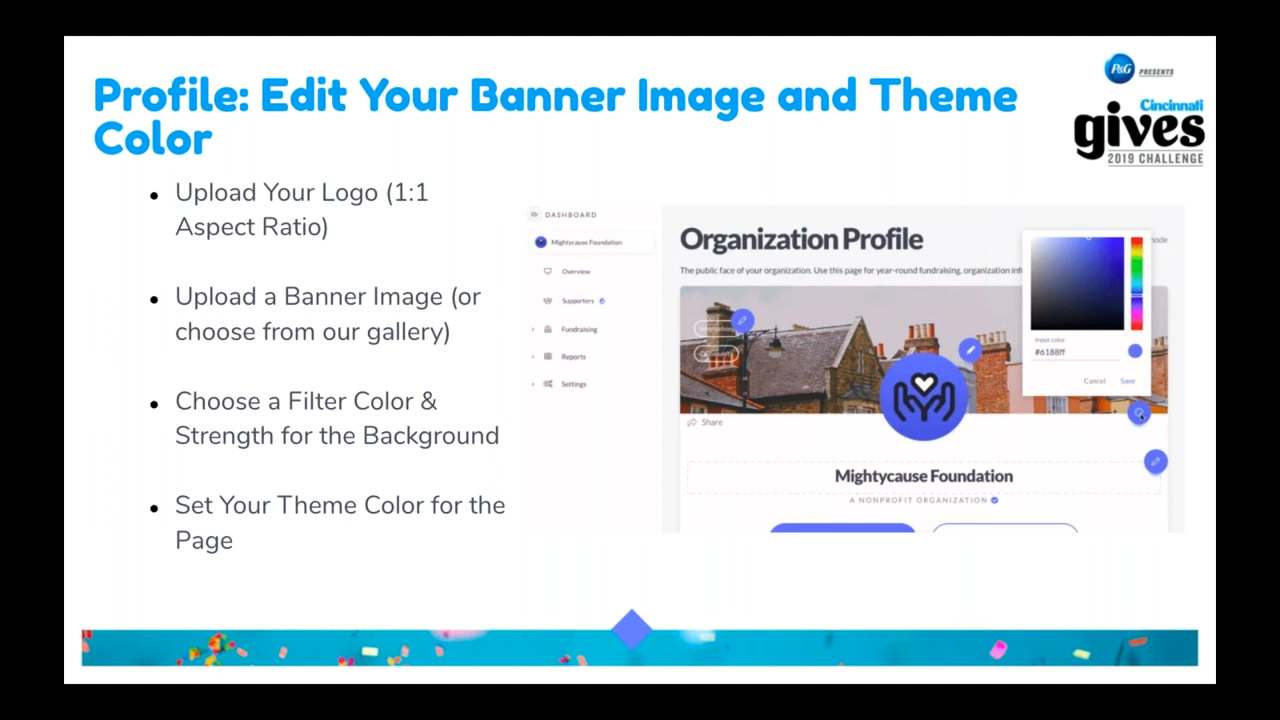 Profile: Edit Your Banner Image and Theme
Color
P&G PRESENTS
Cincinnati
gives
2019 CHALLENGE
• Upload Your Logo (1:1
Aspect Ratio)
• Upload a Banner Image (or
choose from our gallery)
• Choose a Filter Color &
Strength for the Background
• Set Your Theme Color for the
Page
DASHBOARD
Mightycause Foundation
Overview
Supporters
Fundraising
Reports
Settings
Organization Profile
The public face of your organization. Use this page for year-round fundraising, organization inf
mode
Input color
#6188ff
Cancel Save
Share
Mightycause Foundation
A NONPROFIT ORGANIZATION